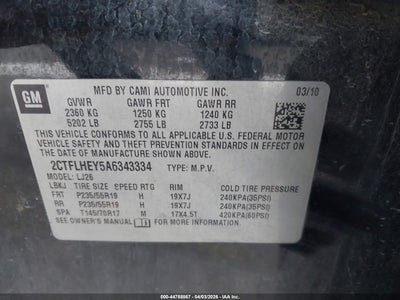 GM
MFD BY CAMI AUTOMOTIVE INC. 03/10
GVWR GAWR FRT GAWR RR
2360 KG 1250 KG 1240 KG
5202 LB 2755 LB 2733 LB
THIS VEHICLE CONFORMS TO ALL APPLICABLE U.S. FEDERAL MOTOR
VEHICLE SAFETY, BUMPER, AND THEFT PREVENTION STANDARDS IN
EFFECT ON THE DATE OF MANUFACTURE SHOWN ABOVE.
2CTFLHEY5A6343334 TYPE: M.P.V.
MODEL: LJ26
LBKJ TIRE SIZE SPEED RTG RIM COLD TIRE PRESSURE
FRT P235/55R19 H 19X7J 240KPA(35PSI)
RR P235/55R19 H 19X7J 240KPA(35PSI)
SPA T145/70R17 M 17X4.5T 420KPA(60PSI)
SEE OWNER'S MANUAL FOR ADDITIONAL INFORMATION.
000-44788867 - 04/03/2026 -